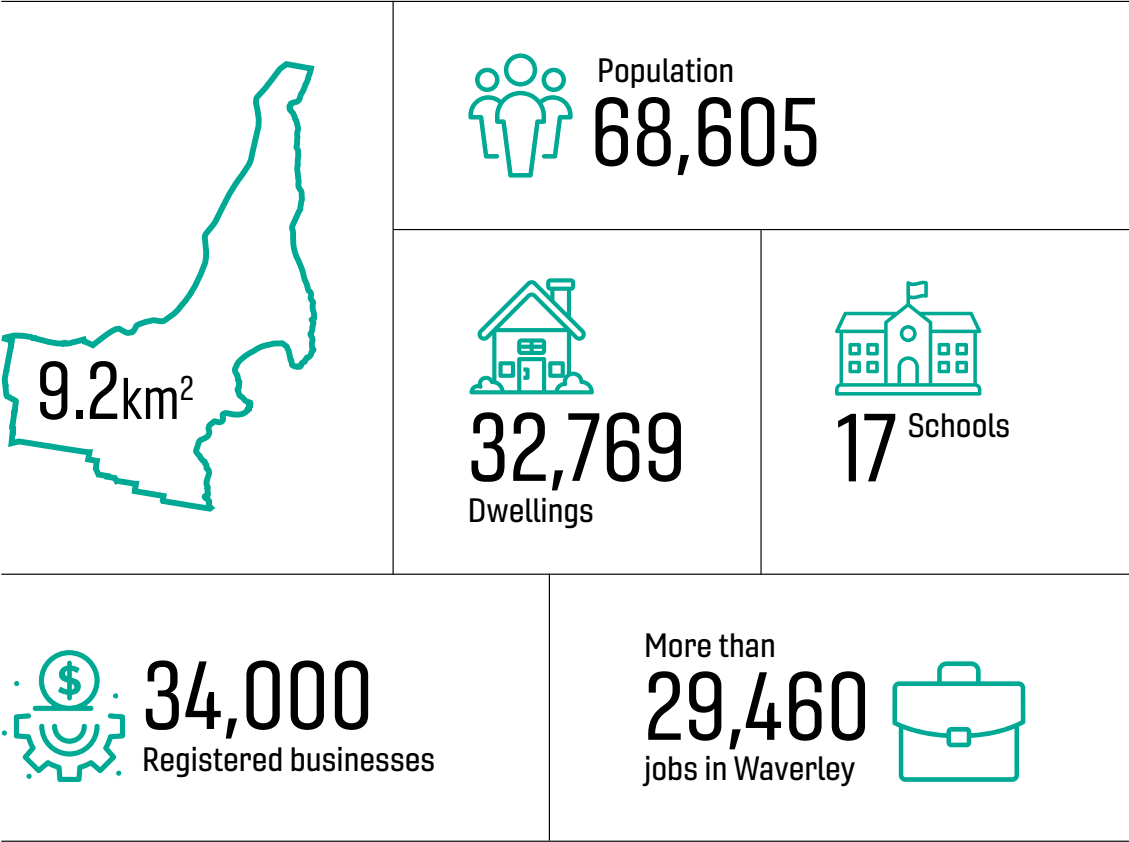 Population
68,605
9.2km²
32,769
Dwellings
17 Schools
$
34,000
Registered businesses
More than
29,460
jobs in Waverley